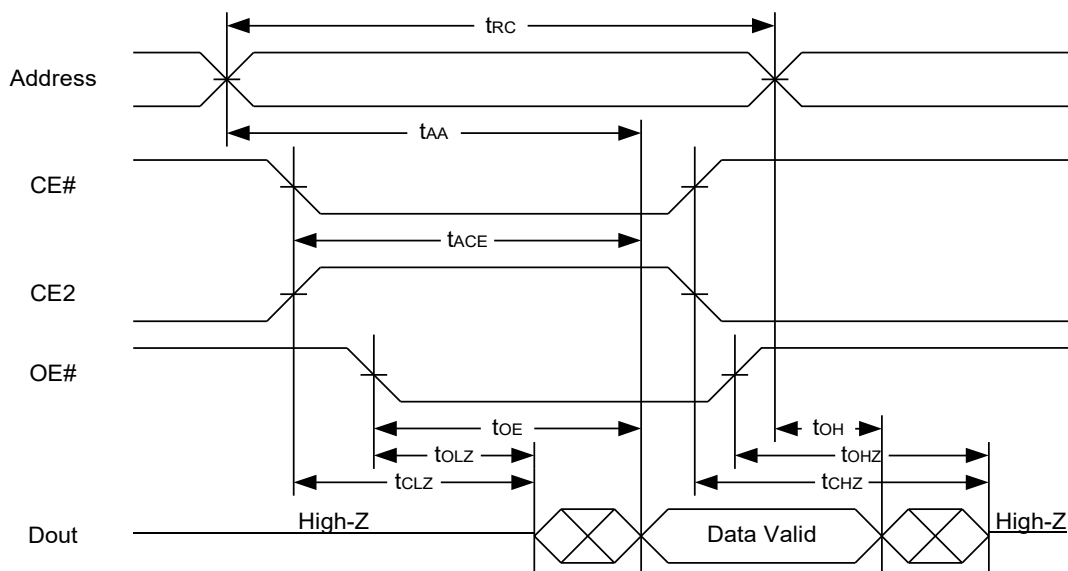 tRC
Address
tAA
CE#
tACE
CE2
OE#
tOE
tOH
tOLZ
tOHZ
tCLZ
tCHZ
High-Z
Data Valid
High-Z
Dout